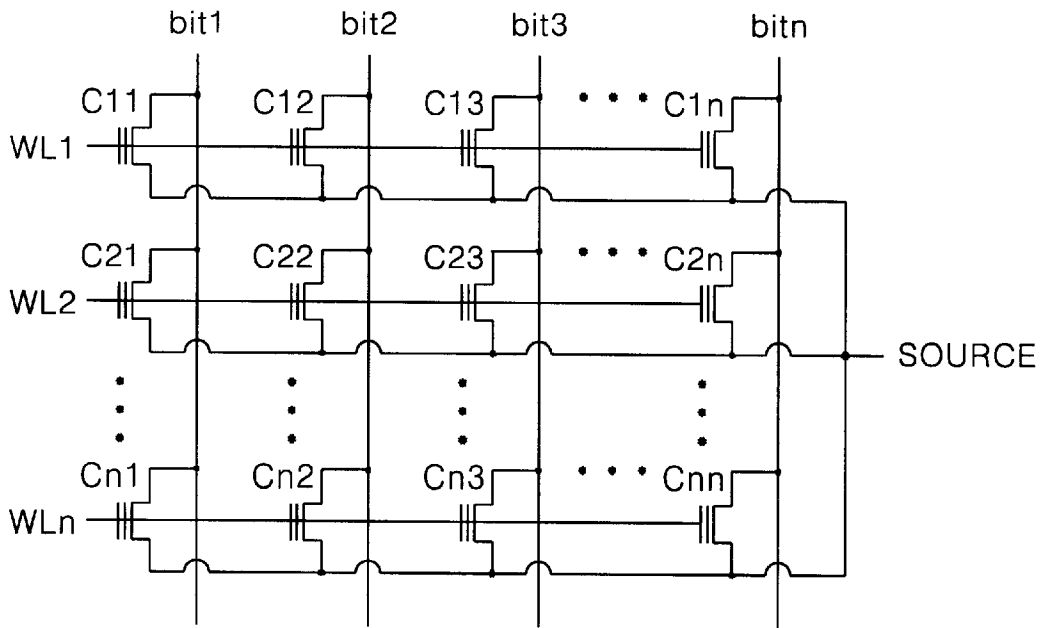 bit1 bit2 bit3 bitn
C11 C12 C13 C1n
WL1
C21 C22 C23 C2n
WL2
SOURCE
Cn1 Cn2 Cn3 Cnn
WLn